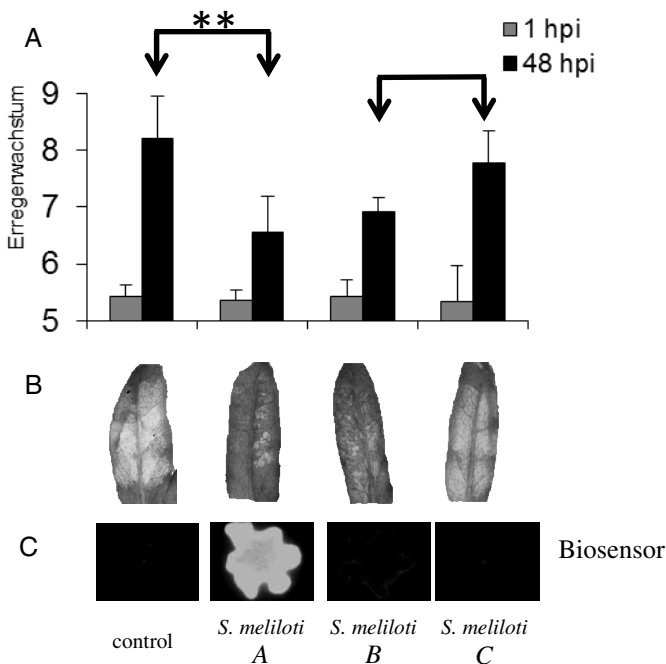 A
**
1 hpi
48 hpi
Erregerwachstum
9
8
7
6
5
B
C
Biosensor
control
S. meliloti
A
S. meliloti
B
S. meliloti
C